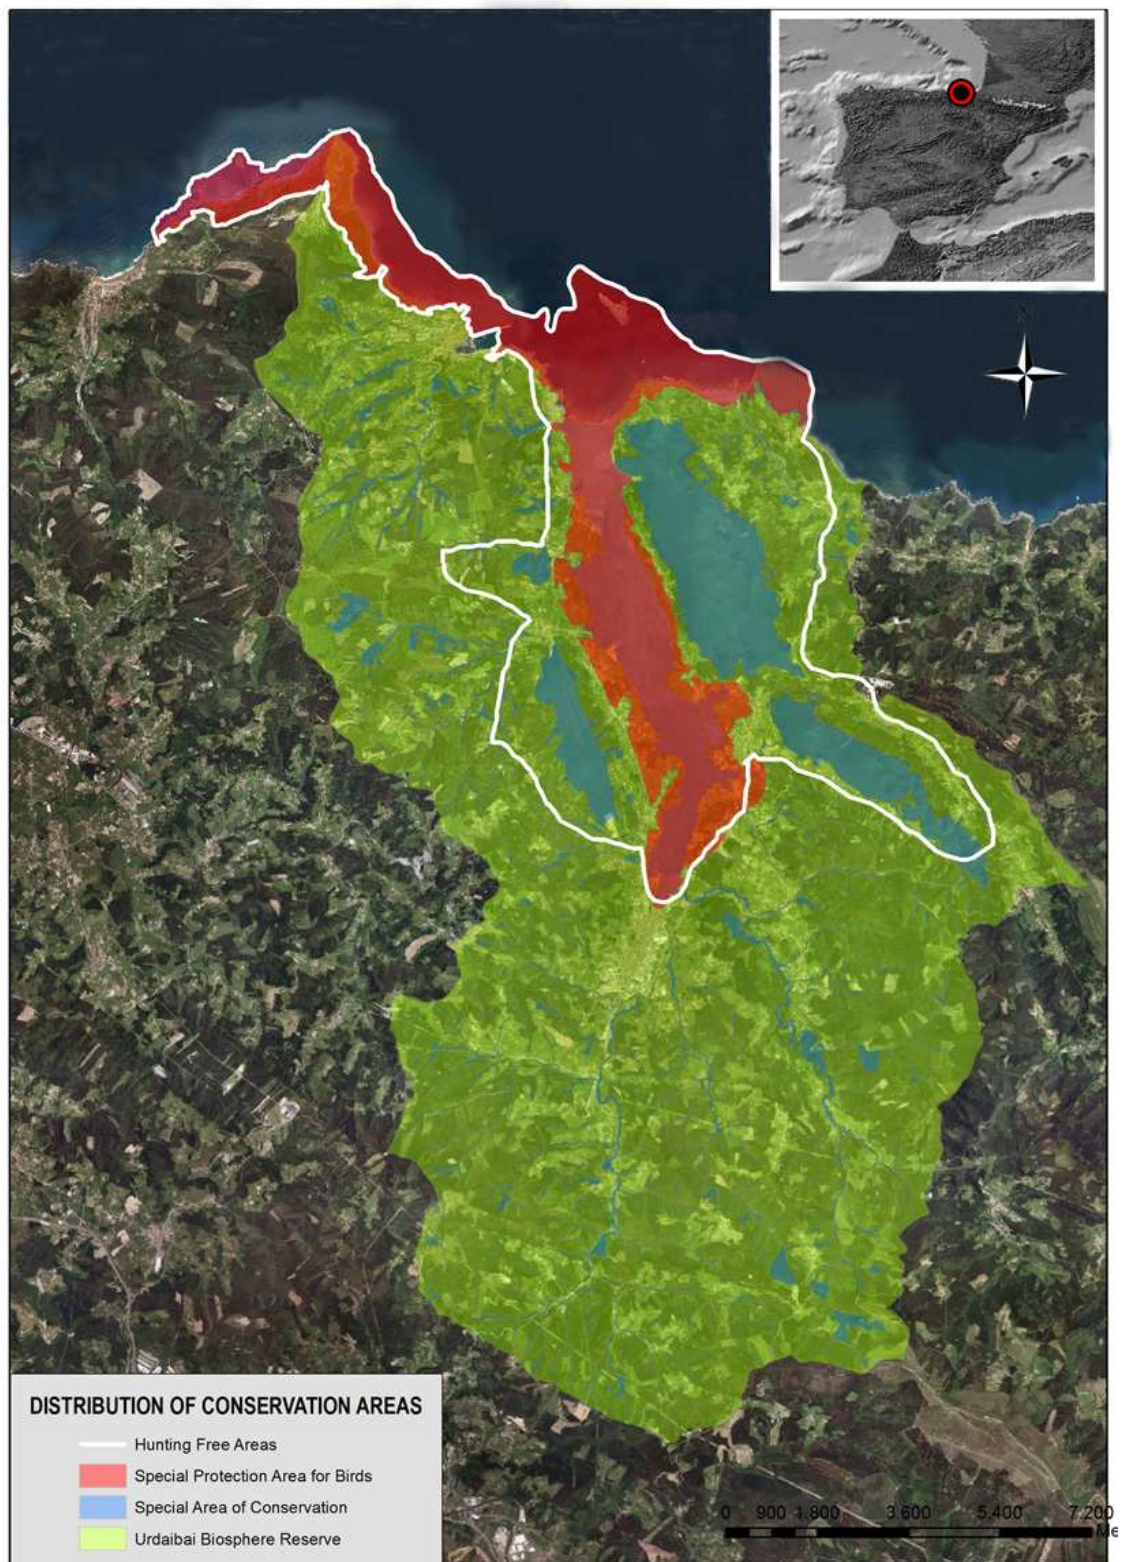 DISTRIBUTION OF CONSERVATION AREAS
Hunting Free Areas
Special Protection Area for Birds
Special Area of Conservation
Urdaibai Biosphere Reserve
0 900 1.800 3.600 5.400 7.200
Me